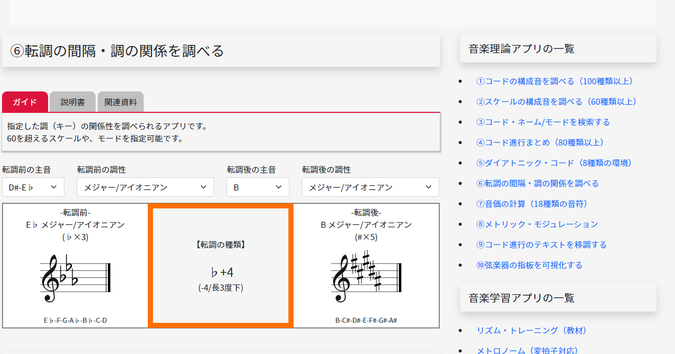 ⑥転調の間隔・調の関係を調べる
ガイド
説明書
関連資料
指定した調（キー）の関係性を調べられるアプリです。
60を超えるスケールや、モードを指定可能です。
転調前の主音
転調前の調性
転調後の主音
転調後の調性
D#-E♭
メジャー/アイオニアン
B
メジャー/アイオニアン
-転調前-
E♭ メジャー/アイオニアン
(♭×3)
E♭-F-G-A♭-B♭-C-D
【転調の種類】
♭+4
(-4/長3度下)
-転調後-
B メジャー/アイオニアン
(#×5)
B-C#-D#-E-F#-G#-A#
音楽理論アプリの一覧
①コードの構成音を調べる（100種類以上）
②スケールの構成音を調べる（60種類以上）
③コード・ネーム/モードを検索する
④コード進行まとめ（80種類以上）
⑤ダイアトニック・コード（8種類の環境）
⑥転調の間隔・調の関係を調べる
⑦音価の計算（18種類の音符）
⑧メトリック・モジュレーション
⑨コード進行のテキストを移調する
⑩弦楽器の指板を可視化する
音楽学習アプリの一覧
リズム・トレーニング（教材）
メトロノーム（変拍子対応）